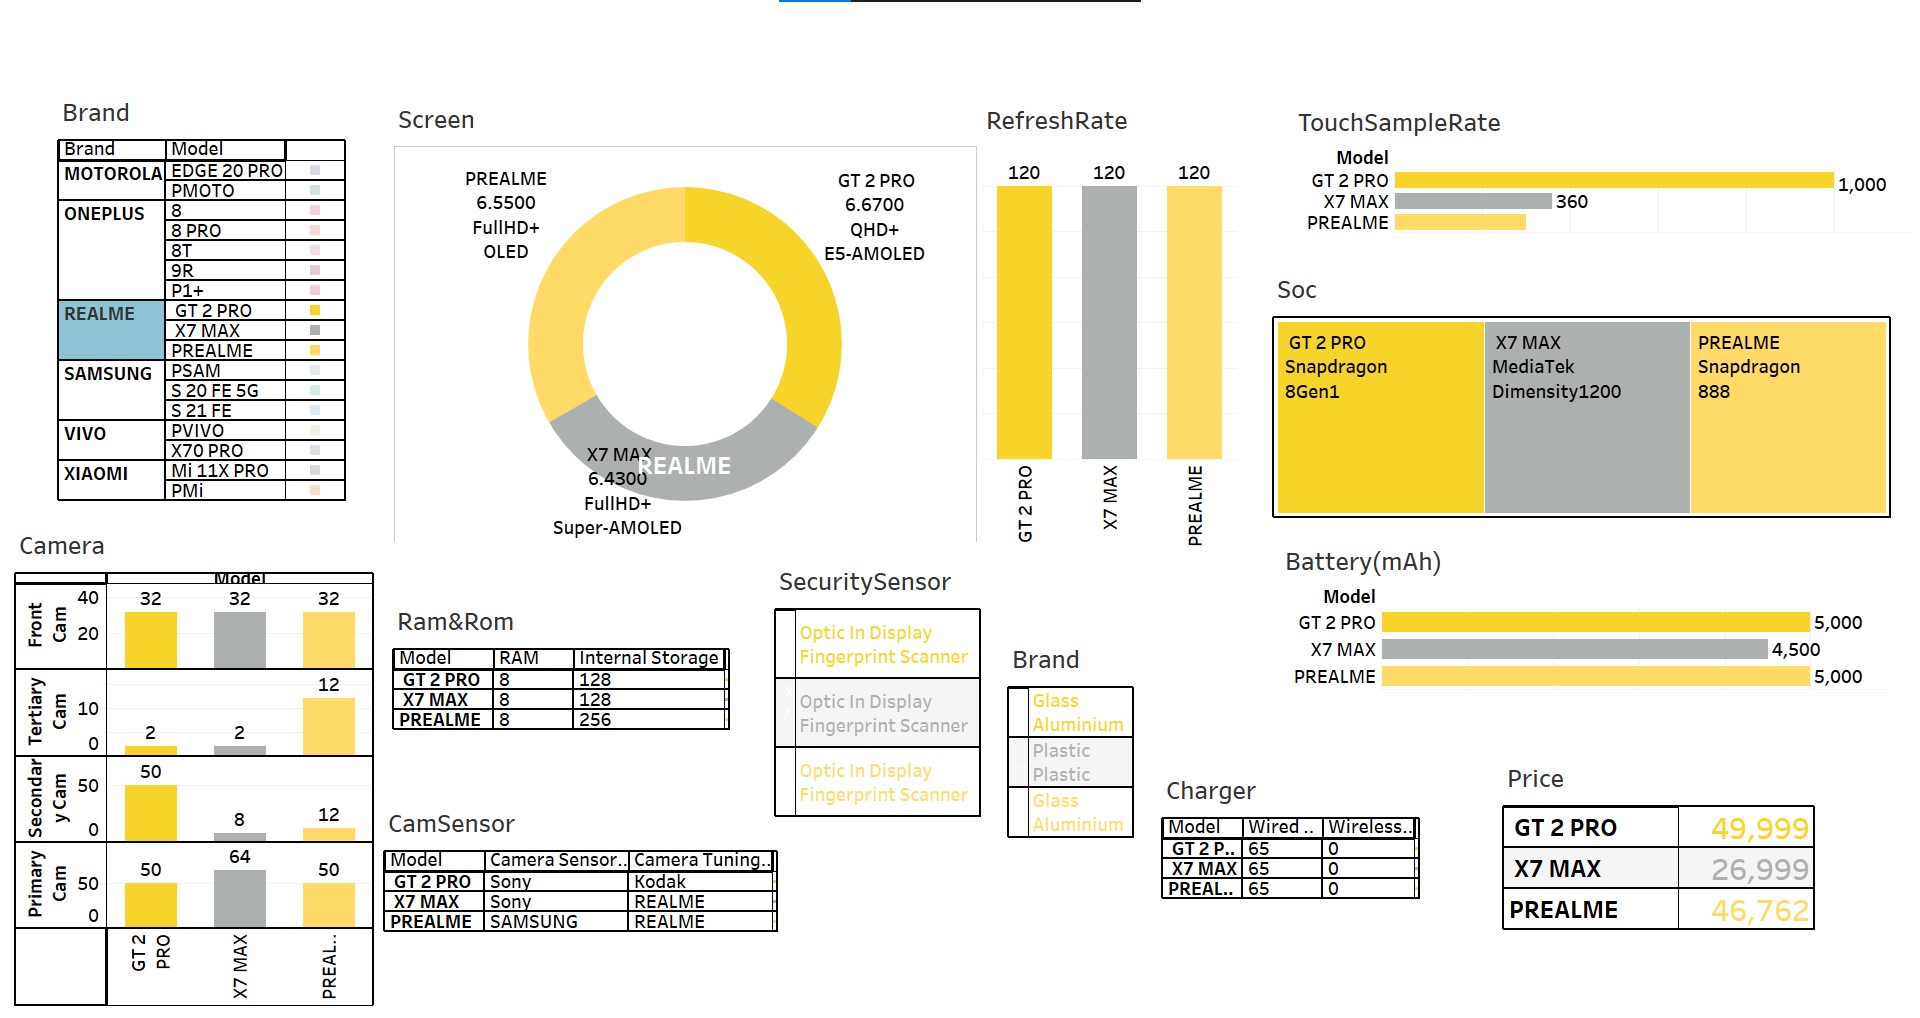 Brand
Brand Model
MOTOROLA EDGE 20 PRO
PMOTO
ONEPLUS 8
8 PRO
8T
9R
P1+
REALME GT 2 PRO
X7 MAX
PREALME
SAMSUNG PSAM
S 20 FE 5G
S 21 FE
VIVO PVIVO
X70 PRO
XIAOMI Mi 11X PRO
PMi
Screen
PREALME
6.5500
FullHD+
OLED
GT 2 PRO
6.6700
QHD+
E5-AMOLED
X7 MAX
6.4300
FullHD+
Super-AMOLED
REALME
RefreshRate
120 120 120
GT 2 PRO
X7 MAX
PREALME
TouchSampleRate
Model
GT 2 PRO 1,000
X7 MAX 360
PREALME
Soc
GT 2 PRO
Snapdragon
8Gen1
X7 MAX
MediaTek
Dimensity1200
PREALME
Snapdragon
888
Battery(mAh)
Model
GT 2 PRO 5,000
X7 MAX 4,500
PREALME 5,000
Camera
Model
Front
Cam
40
20
32 32 32
Tertiary
Cam
10
0
2 2 12
Secondar
y Cam
50
0
50 8 12
Primary
Cam
50
0
50 64 50
GT 2
PRO
X7 MAX
PREAL..
Ram&Rom
Model RAM Internal Storage
GT 2 PRO 8 128
X7 MAX 8 128
PREALME 8 256
CamSensor
Model Camera Sensor.. Camera Tuning..
GT 2 PRO Sony Kodak
X7 MAX Sony REALME
PREALME SAMSUNG REALME
SecuritySensor
Optic In Display
Fingerprint Scanner
Optic In Display
Fingerprint Scanner
Optic In Display
Fingerprint Scanner
Brand
Glass
Aluminium
Plastic
Plastic
Glass
Aluminium
Charger
Model Wired .. Wireless..
GT 2 P.. 65 0
X7 MAX 65 0
PREAL.. 65 0
Price
GT 2 PRO 49,999
X7 MAX 26,999
PREALME 46,762